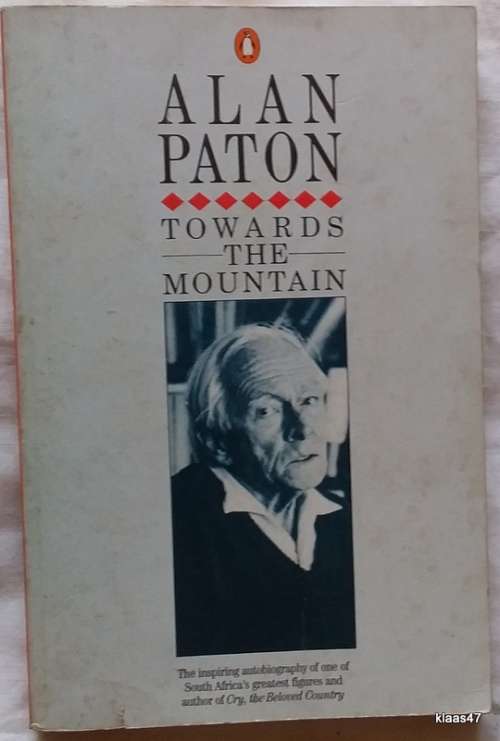 ALAN
PATON
TOWARDS
THE
MOUNTAIN
The inspiring autobiography of one of
South Africa's greatest figures and
author of Cry, the Beloved Country
klaas47